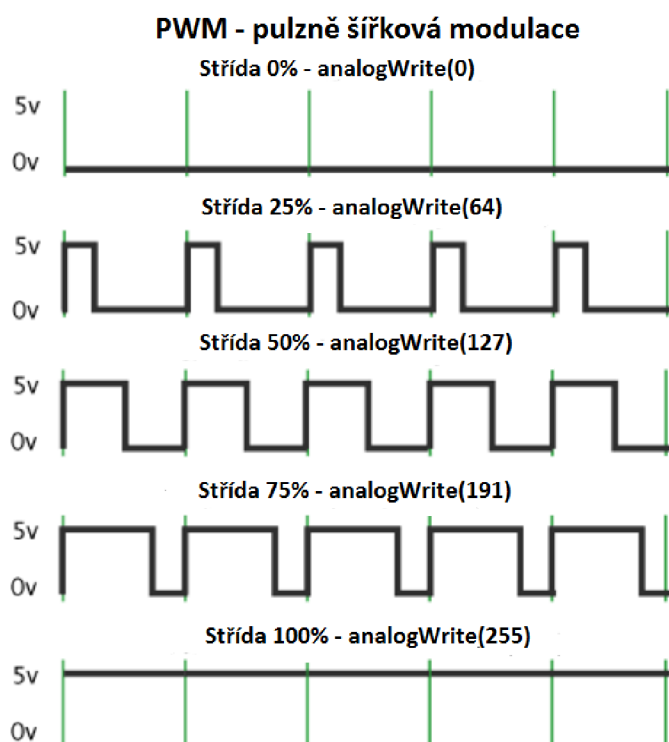 PWM - pulzně šířková modulace
Střída 0% - analogWrite(0)
5v
0v
Střída 25% - analogWrite(64)
5v
0v
Střída 50% - analogWrite(127)
5v
0v
Střída 75% - analogWrite(191)
5v
0v
Střída 100% - analogWrite(255)
5v
0v